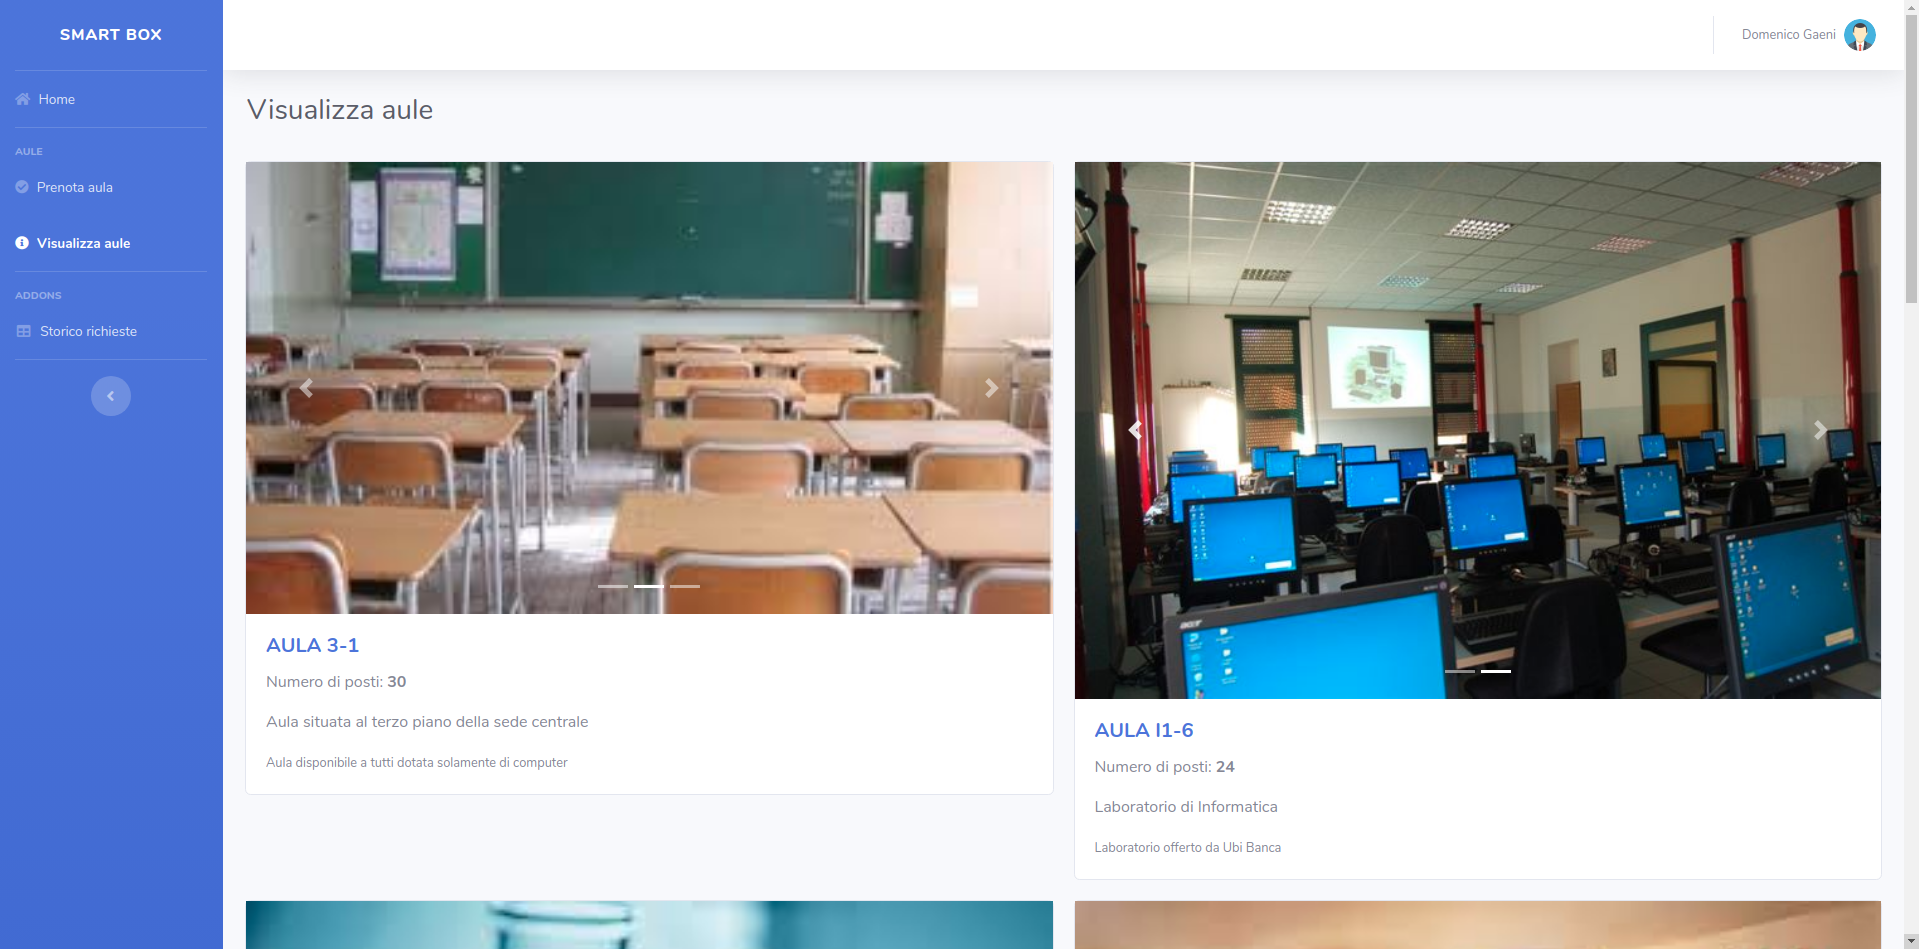 SMART BOX
Domenico Gaeni
Home
AULE
Prenota aula
Visualizza aule
ADDONS
Storico richieste
Visualizza aule
AULA 3-1
Numero di posti: 30
Aula situata al terzo piano della sede centrale
Aula disponibile a tutti dotata solamente di computer
acer
AULA I1-6
Numero di posti: 24
Laboratorio di Informatica
Laboratorio offerto da Ubi Banca